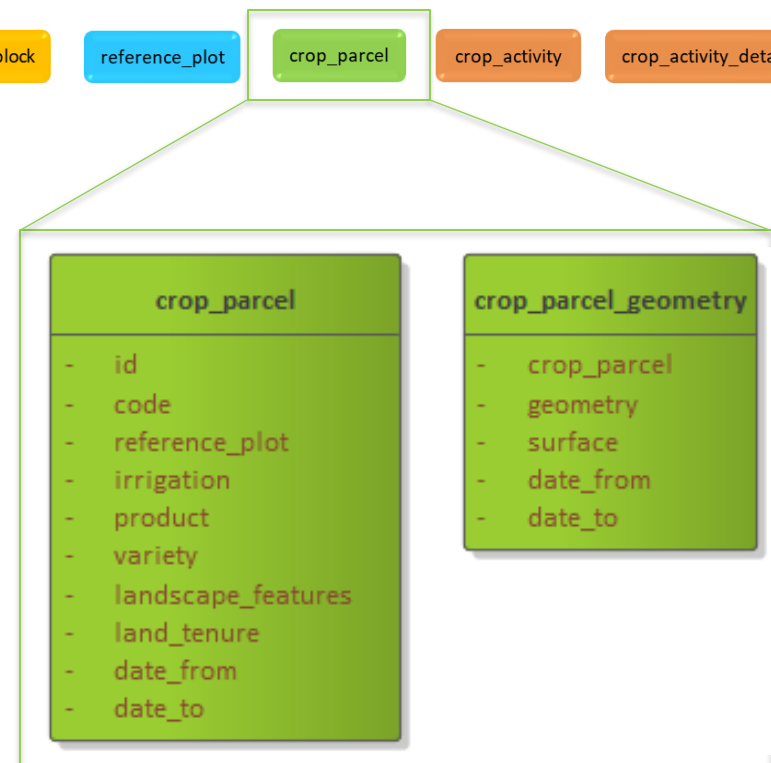 lock
reference_plot
crop_parcel
crop_activity
crop_activity_deta
crop_parcel
- id
- code
- reference_plot
- irrigation
- product
- variety
- landscape_features
- land_tenure
- date_from
- date_to
crop_parcel_geometry
- crop_parcel
- geometry
- surface
- date_from
- date_to